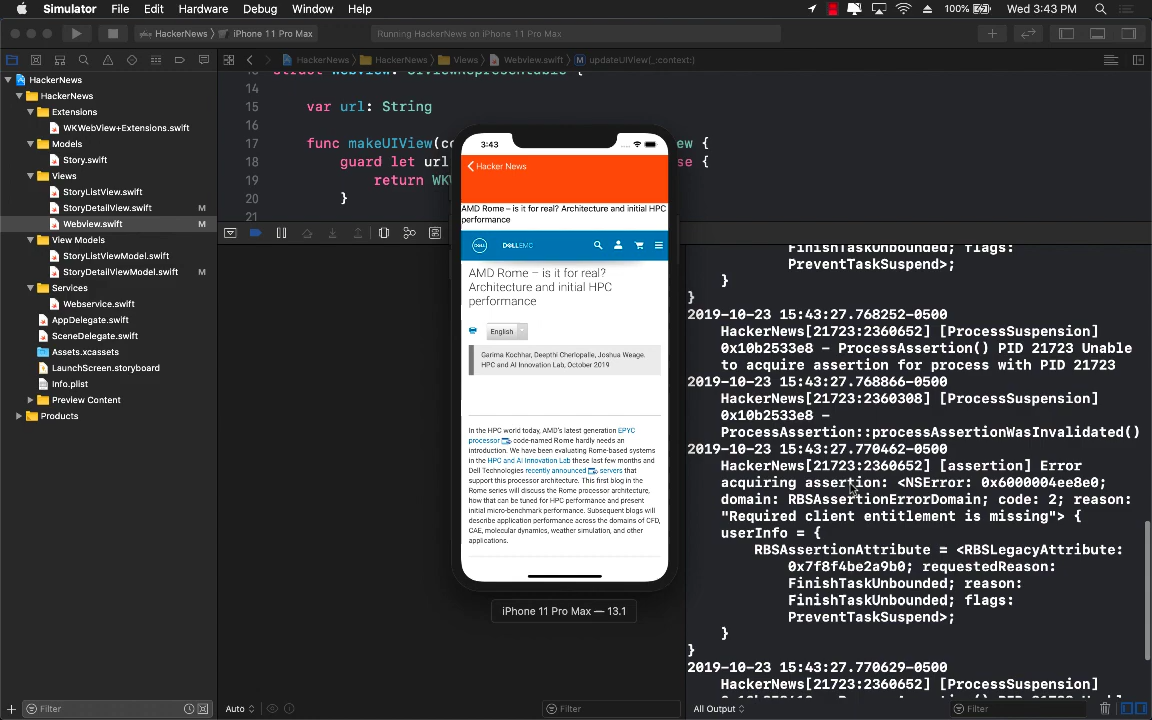 Simulator File Edit View Hardware Debug Window Help 100% Wed 3:43 PM
HackerNews iPhone 11 Pro Max
Running HackerNews on iPhone 11 Pro Max
HackerNews HackerNews Views Webview.swift M updateUIView(_:context:)
HackerNews
HackerNews
Extensions
WKWebView+Extensions.swift
Models
Story.swift
Views
StoryListView.swift
StoryDetailView.swift M
Webview.swift M
View Models
StoryListViewModel.swift
StoryDetailViewModel.swift M
Services
Webservice.swift
AppDelegate.swift
SceneDelegate.swift
Assets.xcassets
LaunchScreen.storyboard
Info.plist
Preview Content
Products
Filter
14
15 var url: String
16
17 func makeUIView(co ew {
18 guard let url se {
19 return WKW
20 }
21
3:43
Hacker News
AMD Rome – is it for real? Architecture and initial HPC
performance
DELL DELLEMC
AMD Rome – is it for real?
Architecture and initial HPC
performance
English
Garima Kochhar, Deepthi Cherlopalle, Joshua Weage.
HPC and AI Innovation Lab, October 2019
In the HPC world today, AMD's latest generation EPYC
processor code-named Rome hardly needs an
introduction. We have been evaluating Rome-based systems
in the HPC and AI Innovation Lab these last few months and
Dell Technologies recently announced servers that
support this processor architecture. This first blog in the
Rome series will discuss the Rome processor architecture,
how that can be tuned for HPC performance and present
initial micro-benchmark performance. Subsequent blogs will
describe application performance across the domains of CFD,
CAE, molecular dynamics, weather simulation, and other
applications.
iPhone 11 Pro Max — 13.1
FinishTaskUnbounded; flags:
PreventTaskSuspend>;
}
}
2019-10-23 15:43:27.768252-0500
HackerNews[21723:2360652] [ProcessSuspension]
0x10b2533e8 - ProcessAssertion() PID 21723 Unable
to acquire assertion for process with PID 21723
2019-10-23 15:43:27.768866-0500
HackerNews[21723:2360308] [ProcessSuspension]
0x10b2533e8 -
ProcessAssertion::processAssertionWasInvalidated()
2019-10-23 15:43:27.770462-0500
HackerNews[21723:2360652] [assertion] Error
acquiring assertion: <NSError: 0x6000004ee8e0;
domain: RBSAssertionErrorDomain; code: 2; reason:
"Required client entitlement is missing"> {
userInfo = {
RBSAssertionAttribute = <RBSLegacyAttribute:
0x7f8f4be2a9b0; requestedReason:
FinishTaskUnbounded; reason:
FinishTaskUnbounded; flags:
PreventTaskSuspend>;
}
}
2019-10-23 15:43:27.770629-0500
HackerNews[21723:2360652] [ProcessSuspension]
Auto Filter All Output Filter